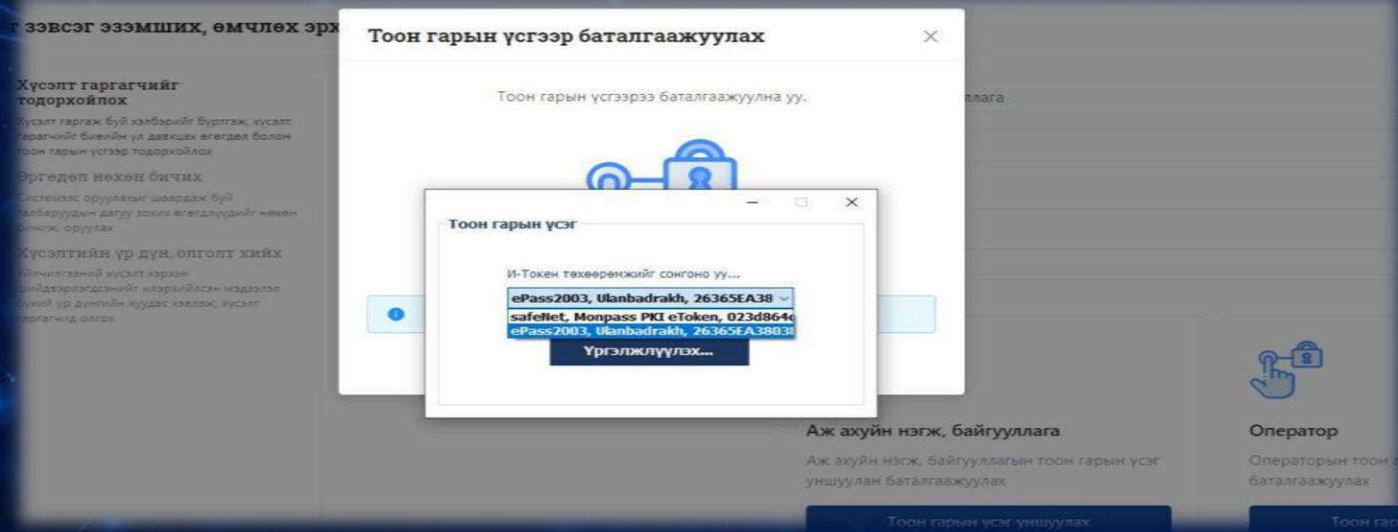 зэвсэг эзэмших, өмчлөх эрх
Хүсэлт гаргагчийг
тодорхойлох
Хүсэлт гаргаж буй хэлбэрийг бүртгэж, хүсэлт
гарагчийг биеийн үл давхцах өгөгдөл болон
тоон гарын үсгээр тодорхойлох
Өргөдөл нөхөн бичих
Системээс оруулахыг шаардаж буй
талбаруудын дагуу зохих өгөгдлүүдийг нөхөн
бичиж, оруулах
Хүсэлтийн үр дүн, олголт хийх
Үйлчилгээний хүсэлт хэрхэн
шийдвэрлэгдсэнийг илэрхийлсэн мэдээлэл
бүхий үр дүнгийн хуудас хэвлэж, хүсэлт
гаргагчид олгох
Тоон гарын үсгээр баталгаажуулах
Тоон гарын үсгээрээ баталгаажуулна уу.
Тоон гарын үсэг
И-Токен төхөөрөмжийг сонгоно уу...
ePass2003, Ulanbadrakh, 26365EA38
safeNet, Monpass PKI eToken, 023d864
ePass2003, Ulanbadrakh, 26365EA3803
Үргэлжлүүлэх...
Аж ахуйн нэгж, байгууллага
Аж ахуйн нэгж, байгууллагын тоон гарын үсэг
уншуулан баталгаажуулах
Тоон гарын үсэг уншуулах
Оператор
Операторын тоон
баталгаажуулах
Тоон гар